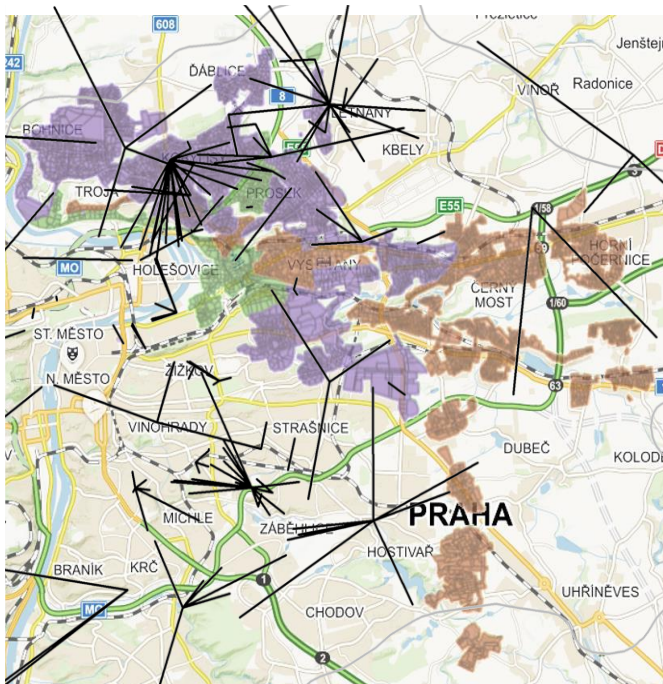 608
Jenštejn
242
ĎÁBLICE
VINOŘ
Radonice
8
LETŇANY
BOHNICE
KBELY
D
3
TROJA
PROSEK
E55
1/58
HORNÍ
POČERNICE
MO
HOLEŠOVICE
VYSOČANY
ČERNÝ
MOST
1/60
ST. MĚSTO
ŽIŽKOV
63
N. MĚSTO
VINOHRADY
STRAŠNICE
DUBEČ
KOLODĚ
MICHLE
ZÁBĚHLICE
PRAHA
HOSTIVAŘ
BRANÍK
KRČ
1
UHŘÍNĚVES
MO
CHODOV
2